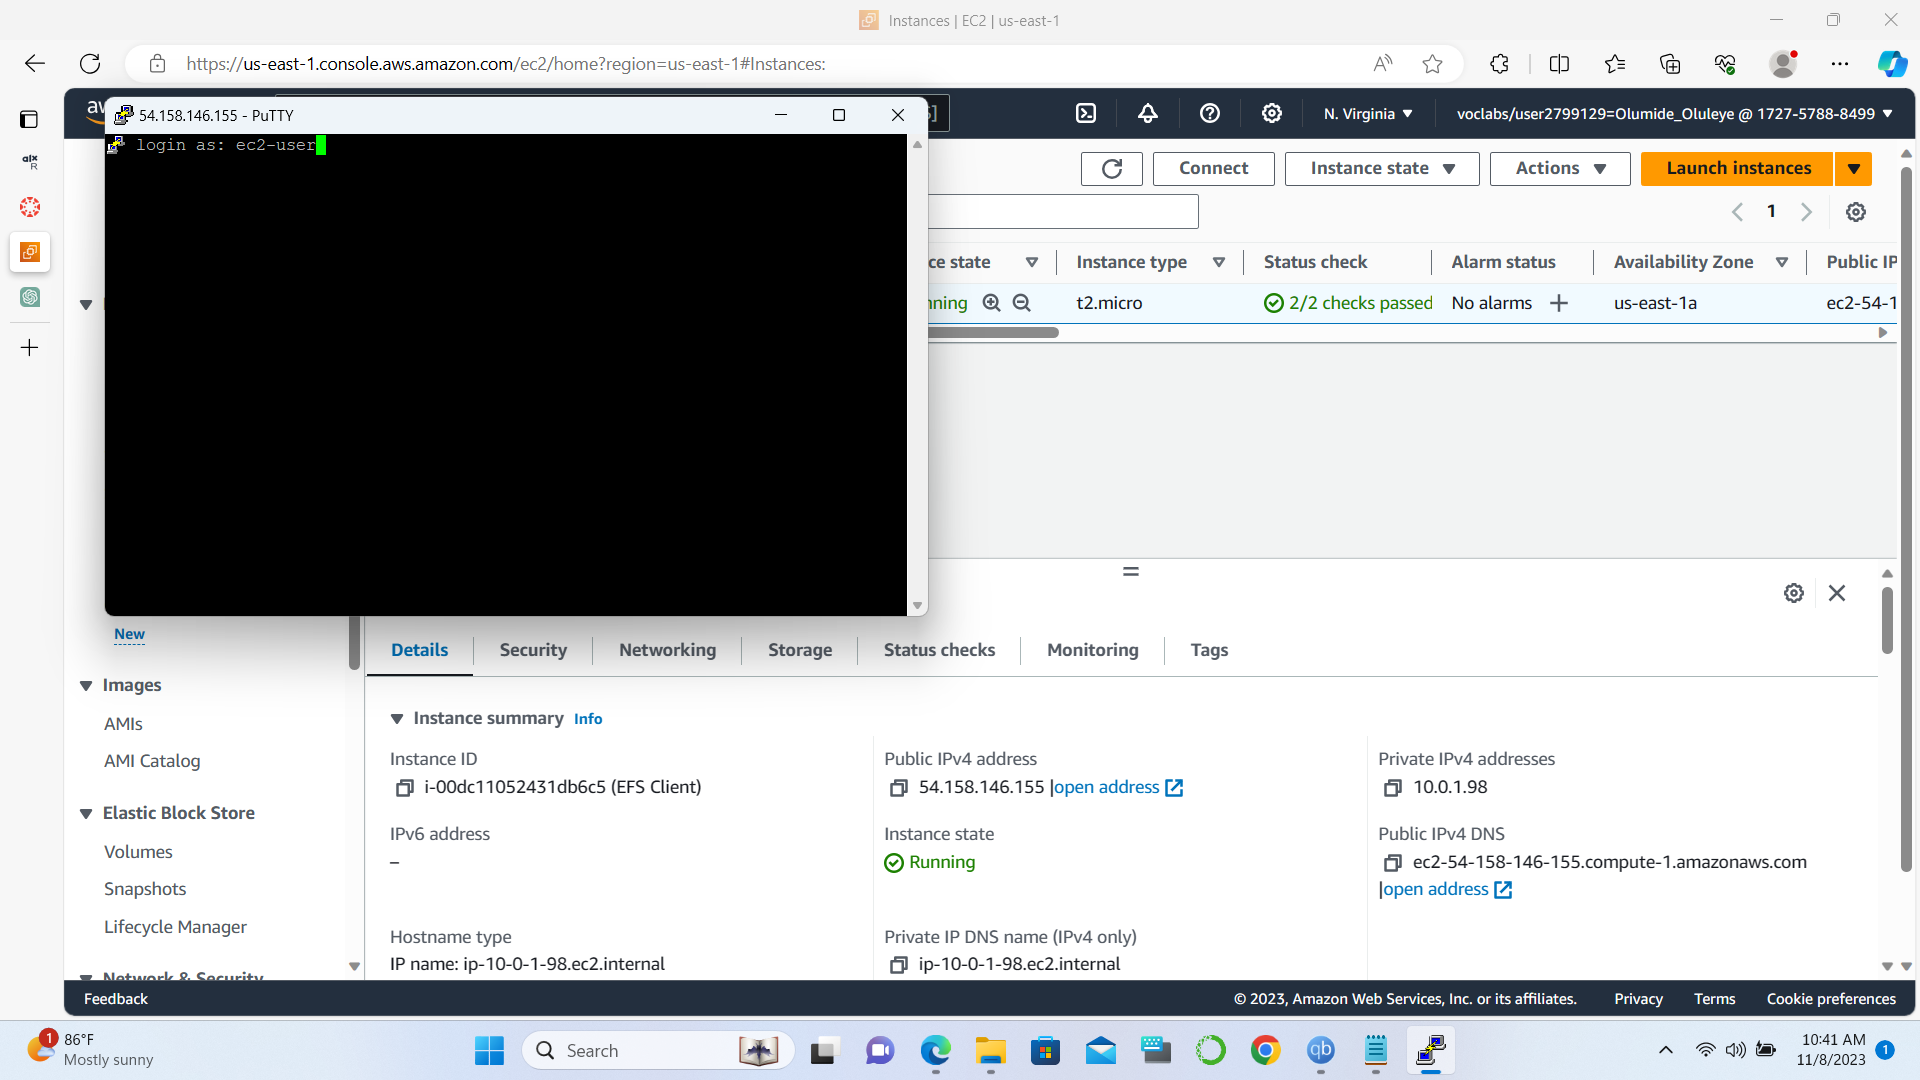 Instances | EC2 | us-east-1
https://us-east-1.console.aws.amazon.com/ec2/home?region=us-east-1#Instances:
54.158.146.155 - PuTTY
N. Virginia
voclabs/user2799129=Olumide_Oluleye @ 1727-5788-8499
login as: ec2-user
alx
R
Connect
Instance state
Actions
Launch instances
1
ce state
Instance type
Status check
Alarm status
Availability Zone
Public IP
nning
t2.micro
2/2 checks passed
No alarms
us-east-1a
ec2-54-1
New
Details
Security
Networking
Storage
Status checks
Monitoring
Tags
Images
AMIs
AMI Catalog
Elastic Block Store
Volumes
Snapshots
Lifecycle Manager
Network & Security
Instance summary Info
Instance ID
i-00dc11052431db6c5 (EFS Client)
Public IPv4 address
54.158.146.155 |open address
Private IPv4 addresses
10.0.1.98
IPv6 address
–
Instance state
Running
Public IPv4 DNS
ec2-54-158-146-155.compute-1.amazonaws.com
|open address
Hostname type
IP name: ip-10-0-1-98.ec2.internal
Private IP DNS name (IPv4 only)
ip-10-0-1-98.ec2.internal
Feedback
© 2023, Amazon Web Services, Inc. or its affiliates.
Privacy
Terms
Cookie preferences
1
86°F
Mostly sunny
Search
qb
10:41 AM
11/8/2023
1